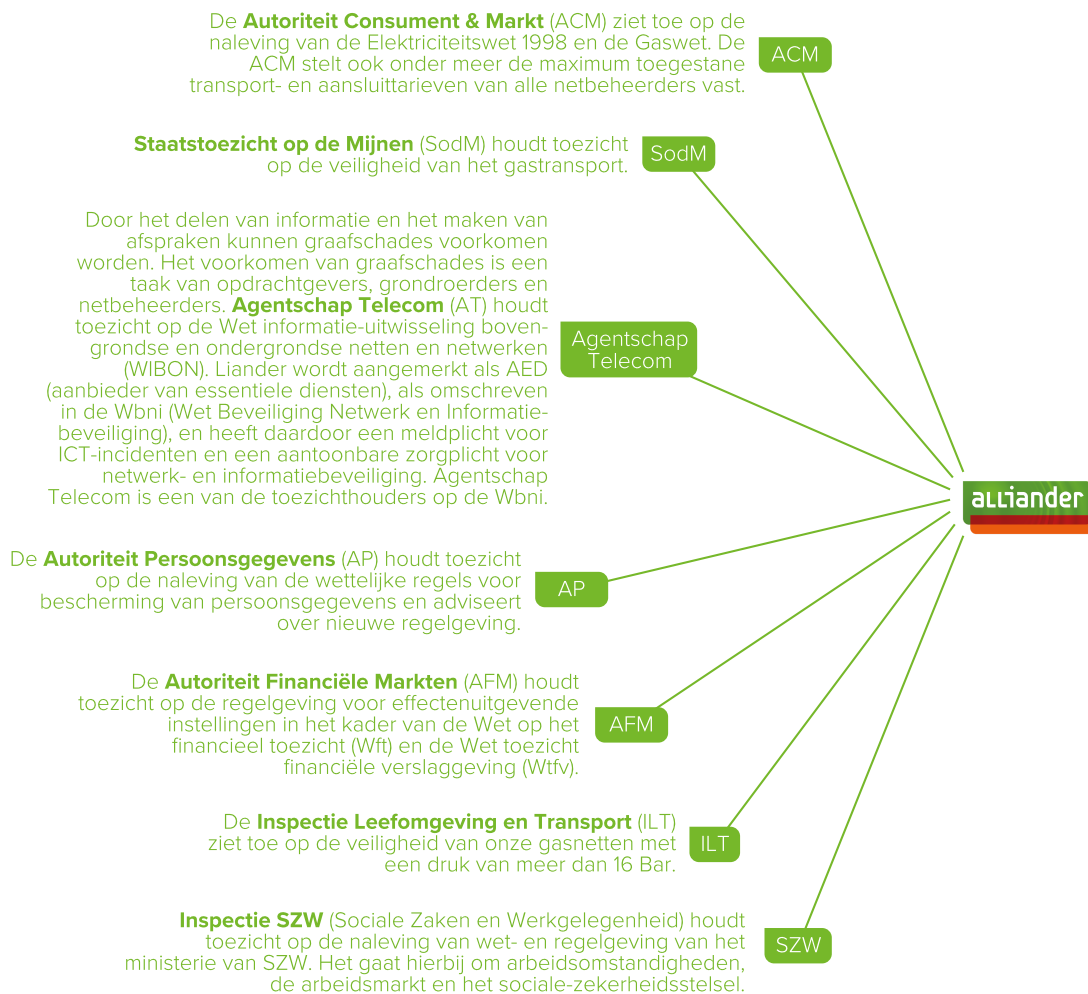 De Autoriteit Consument & Markt (ACM) ziet toe op de
naleving van de Elektriciteitswet 1998 en de Gaswet. De
ACM stelt ook onder meer de maximum toegestane
transport- en aansluittarieven van alle netbeheerders vast.
ACM
Staatstoezicht op de Mijnen (SodM) houdt toezicht
op de veiligheid van het gastransport.
SodM
Door het delen van informatie en het maken van
afspraken kunnen graafschades voorkomen
worden. Het voorkomen van graafschades is een
taak van opdrachtgevers, grondroerders en
netbeheerders. Agentschap Telecom (AT) houdt
toezicht op de Wet informatie-uitwisseling boven-
grondse en ondergrondse netten en netwerken
(WIBON). Liander wordt aangemerkt als AED
(aanbieder van essentiele diensten), als omschreven
in de Wbni (Wet Beveiliging Netwerk en Informatie-
beveiliging), en heeft daardoor een meldplicht voor
ICT-incidenten en een aantoonbare zorgplicht voor
netwerk- en informatiebeveiliging. Agentschap
Telecom is een van de toezichthouders op de Wbni.
Agentschap
Telecom
alliander
De Autoriteit Persoonsgegevens (AP) houdt toezicht
op de naleving van de wettelijke regels voor
bescherming van persoonsgegevens en adviseert
over nieuwe regelgeving.
AP
De Autoriteit Financiële Markten (AFM) houdt
toezicht op de regelgeving voor effectenuitgevende
instellingen in het kader van de Wet op het
financieel toezicht (Wft) en de Wet toezicht
financiële verslaggeving (Wtfv).
AFM
De Inspectie Leefomgeving en Transport (ILT)
ziet toe op de veiligheid van onze gasnetten met
een druk van meer dan 16 Bar.
ILT
Inspectie SZW (Sociale Zaken en Werkgelegenheid) houdt
toezicht op de naleving van wet- en regelgeving van het
ministerie van SZW. Het gaat hierbij om arbeidsomstandigheden,
de arbeidsmarkt en het sociale-zekerheidsstelsel.
SZW